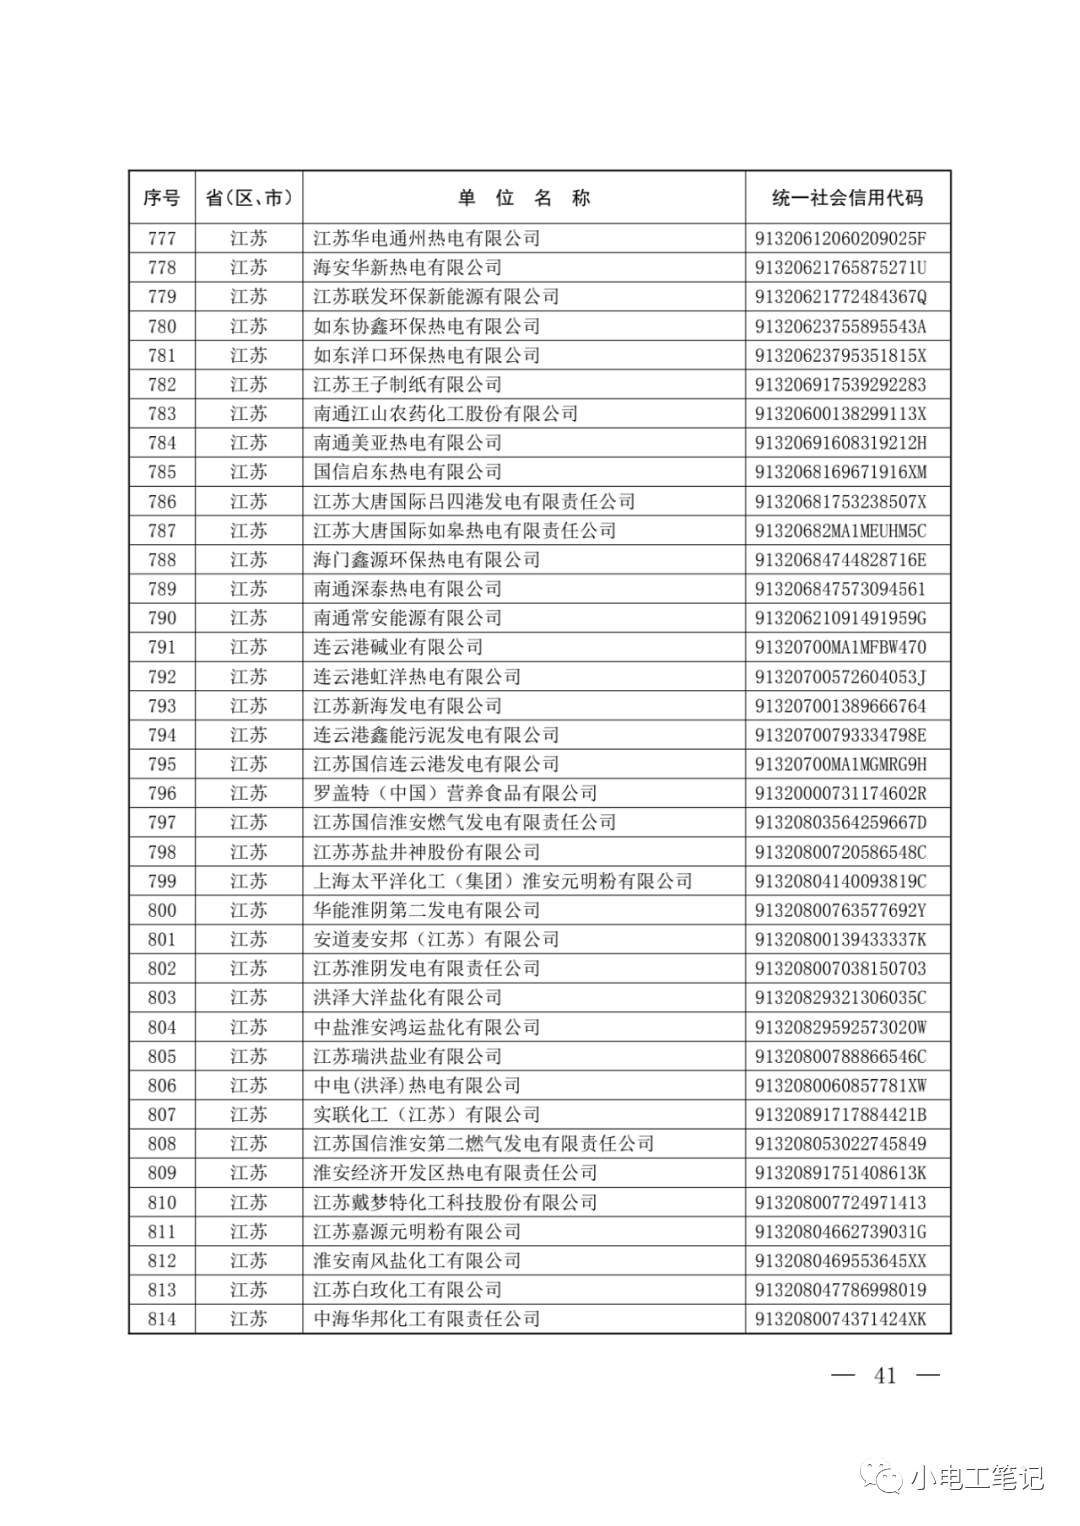 序号 省(区、市) 单位名称 统一社会信用代码
777 江苏 江苏华电通州热电有限公司 91320612060209025F
778 江苏 海安华新热电有限公司 91320621765875271U
779 江苏 江苏联发环保新能源有限公司 91320621772484367Q
780 江苏 如东协鑫环保热电有限公司 91320623755895543A
781 江苏 如东洋口环保热电有限公司 91320623795351815X
782 江苏 江苏王子制纸有限公司 913206917539292283
783 江苏 南通江山农药化工股份有限公司 91320600138299113X
784 江苏 南通美亚热电有限公司 91320691608319212H
785 江苏 国信启东热电有限公司 9132068169671916XM
786 江苏 江苏大唐国际吕四港发电有限责任公司 91320681753238507X
787 江苏 江苏大唐国际如皋热电有限责任公司 91320682MA1MEUHM5C
788 江苏 海门鑫源环保热电有限公司 91320684744828716E
789 江苏 南通深泰热电有限公司 913206847573094561
790 江苏 南通常安能源有限公司 91320621091491959G
791 江苏 连云港碱业有限公司 91320700MA1MFBW470
792 江苏 连云港虹洋热电有限公司 91320700572604053J
793 江苏 江苏新海发电有限公司 913207001389666764
794 江苏 连云港鑫能污泥发电有限公司 91320700793334798E
795 江苏 江苏国信连云港发电有限公司 91320700MA1MGMRG9H
796 江苏 罗盖特（中国）营养食品有限公司 91320000731174602R
797 江苏 江苏国信淮安燃气发电有限责任公司 91320803564259667D
798 江苏 江苏苏盐井神股份有限公司 91320800720586548C
799 江苏 上海太平洋化工（集团）淮安元明粉有限公司 91320804140093819C
800 江苏 华能淮阴第二发电有限公司 91320800763577692Y
801 江苏 安道麦安邦（江苏）有限公司 91320800139433337K
802 江苏 江苏淮阴发电有限责任公司 913208007038150703
803 江苏 洪泽大洋盐化有限公司 91320829321306035C
804 江苏 中盐淮安鸿运盐化有限公司 91320829592573020W
805 江苏 江苏瑞洪盐业有限公司 91320800788866546C
806 江苏 中电(洪泽)热电有限公司 9132080060857781XW
807 江苏 实联化工（江苏）有限公司 91320891717884421B
808 江苏 江苏国信淮安第二燃气发电有限责任公司 913208053022745849
809 江苏 淮安经济开发区热电有限责任公司 91320891751408613K
810 江苏 江苏戴梦特化工科技股份有限公司 913208007724971413
811 江苏 江苏嘉源元明粉有限公司 91320804662739031G
812 江苏 淮安南风盐化工有限公司 9132080469553645XX
813 江苏 江苏白玫化工有限公司 913208047786998019
814 江苏 中海华邦化工有限责任公司 9132080074371424XK
— 41 —
小电工笔记